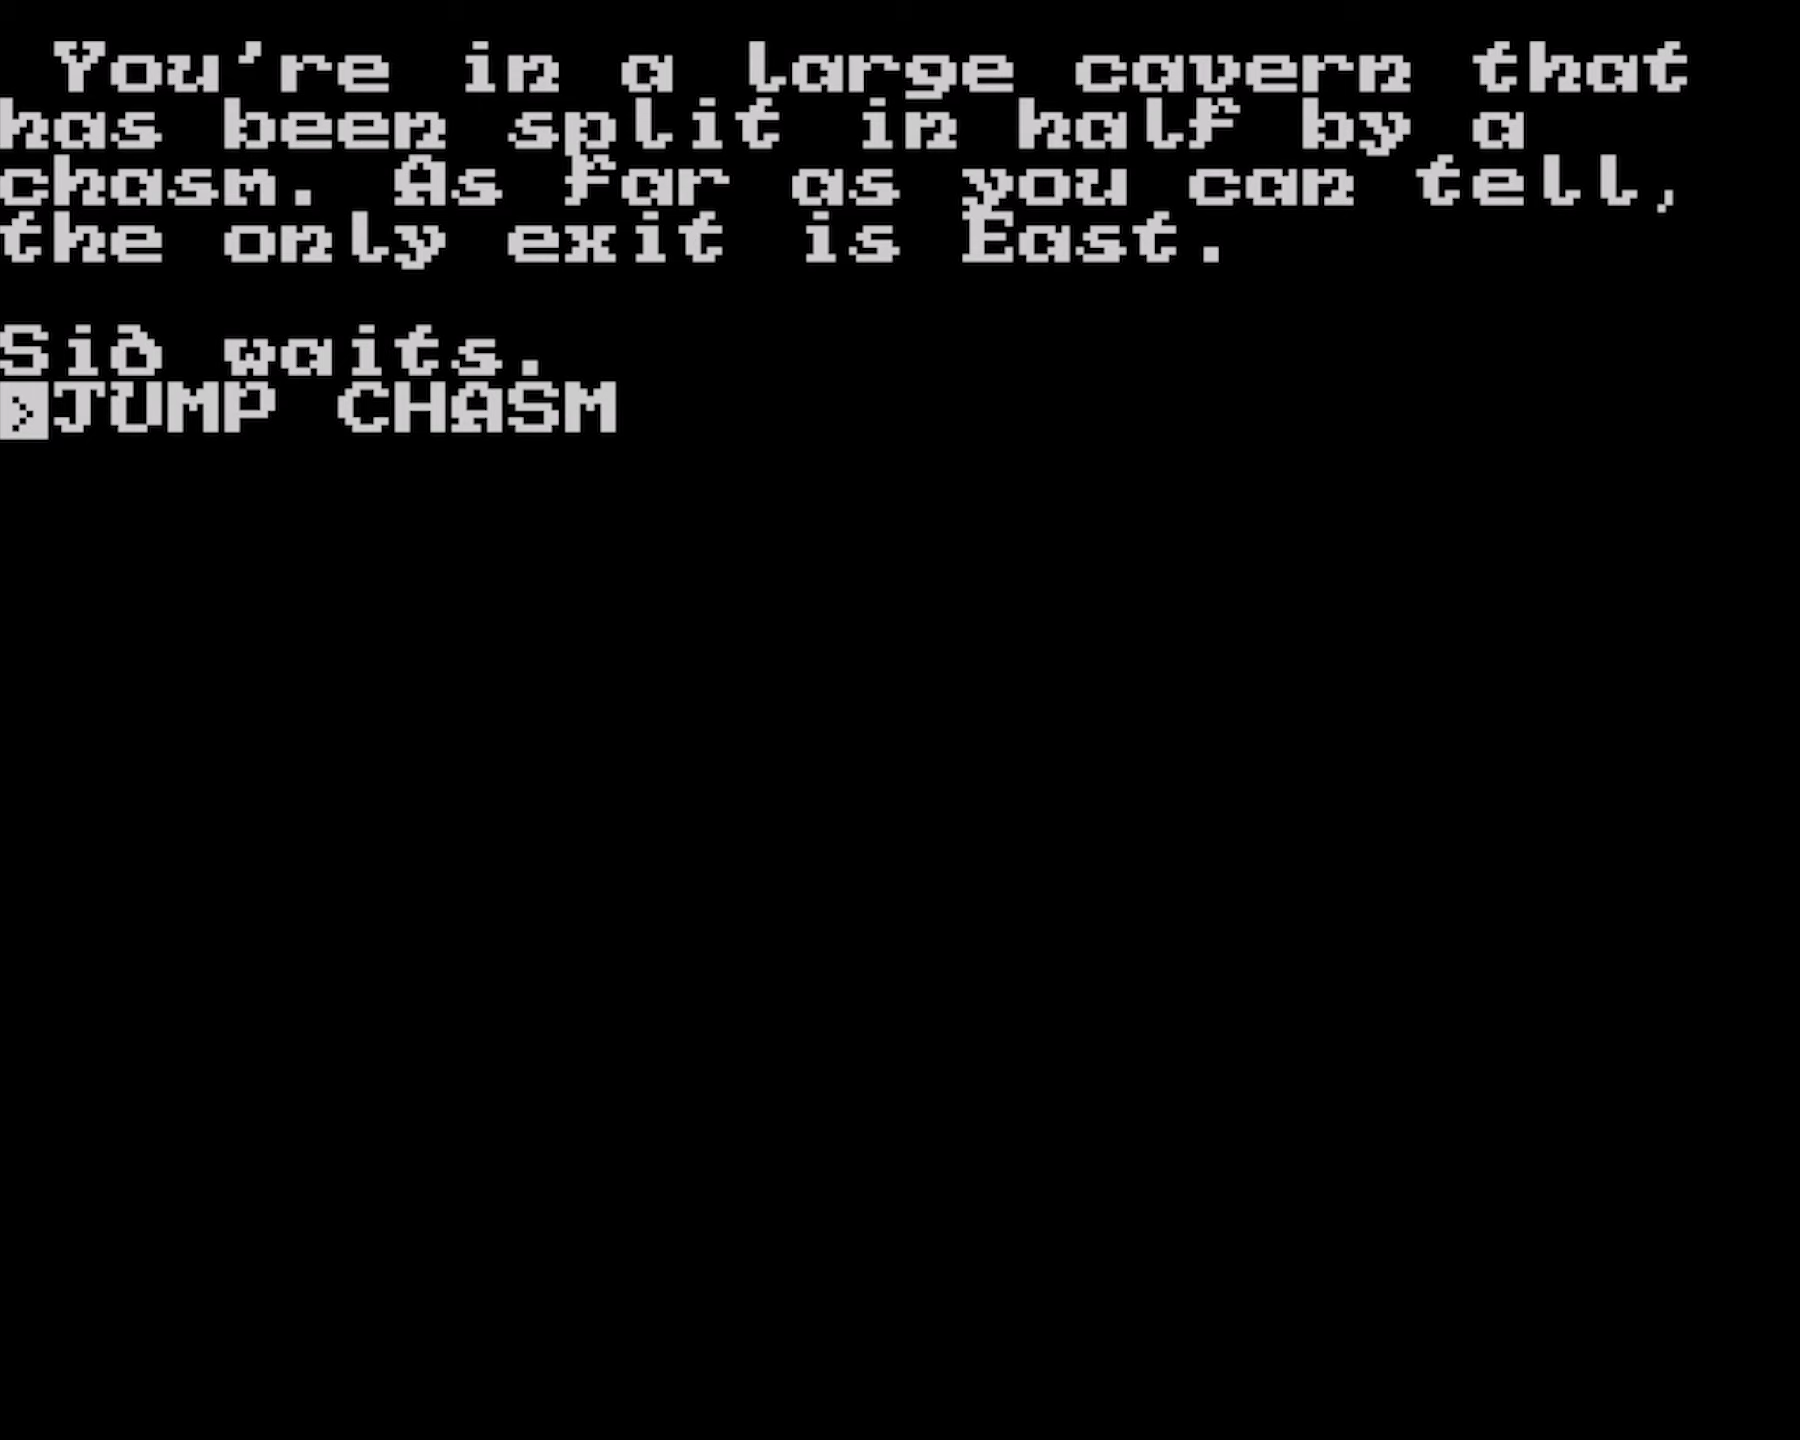 You're in a large cavern that
has been split in half by a
chasm. As far as you can tell,
the only exit is East.
Sid waits.
>JUMP CHASM